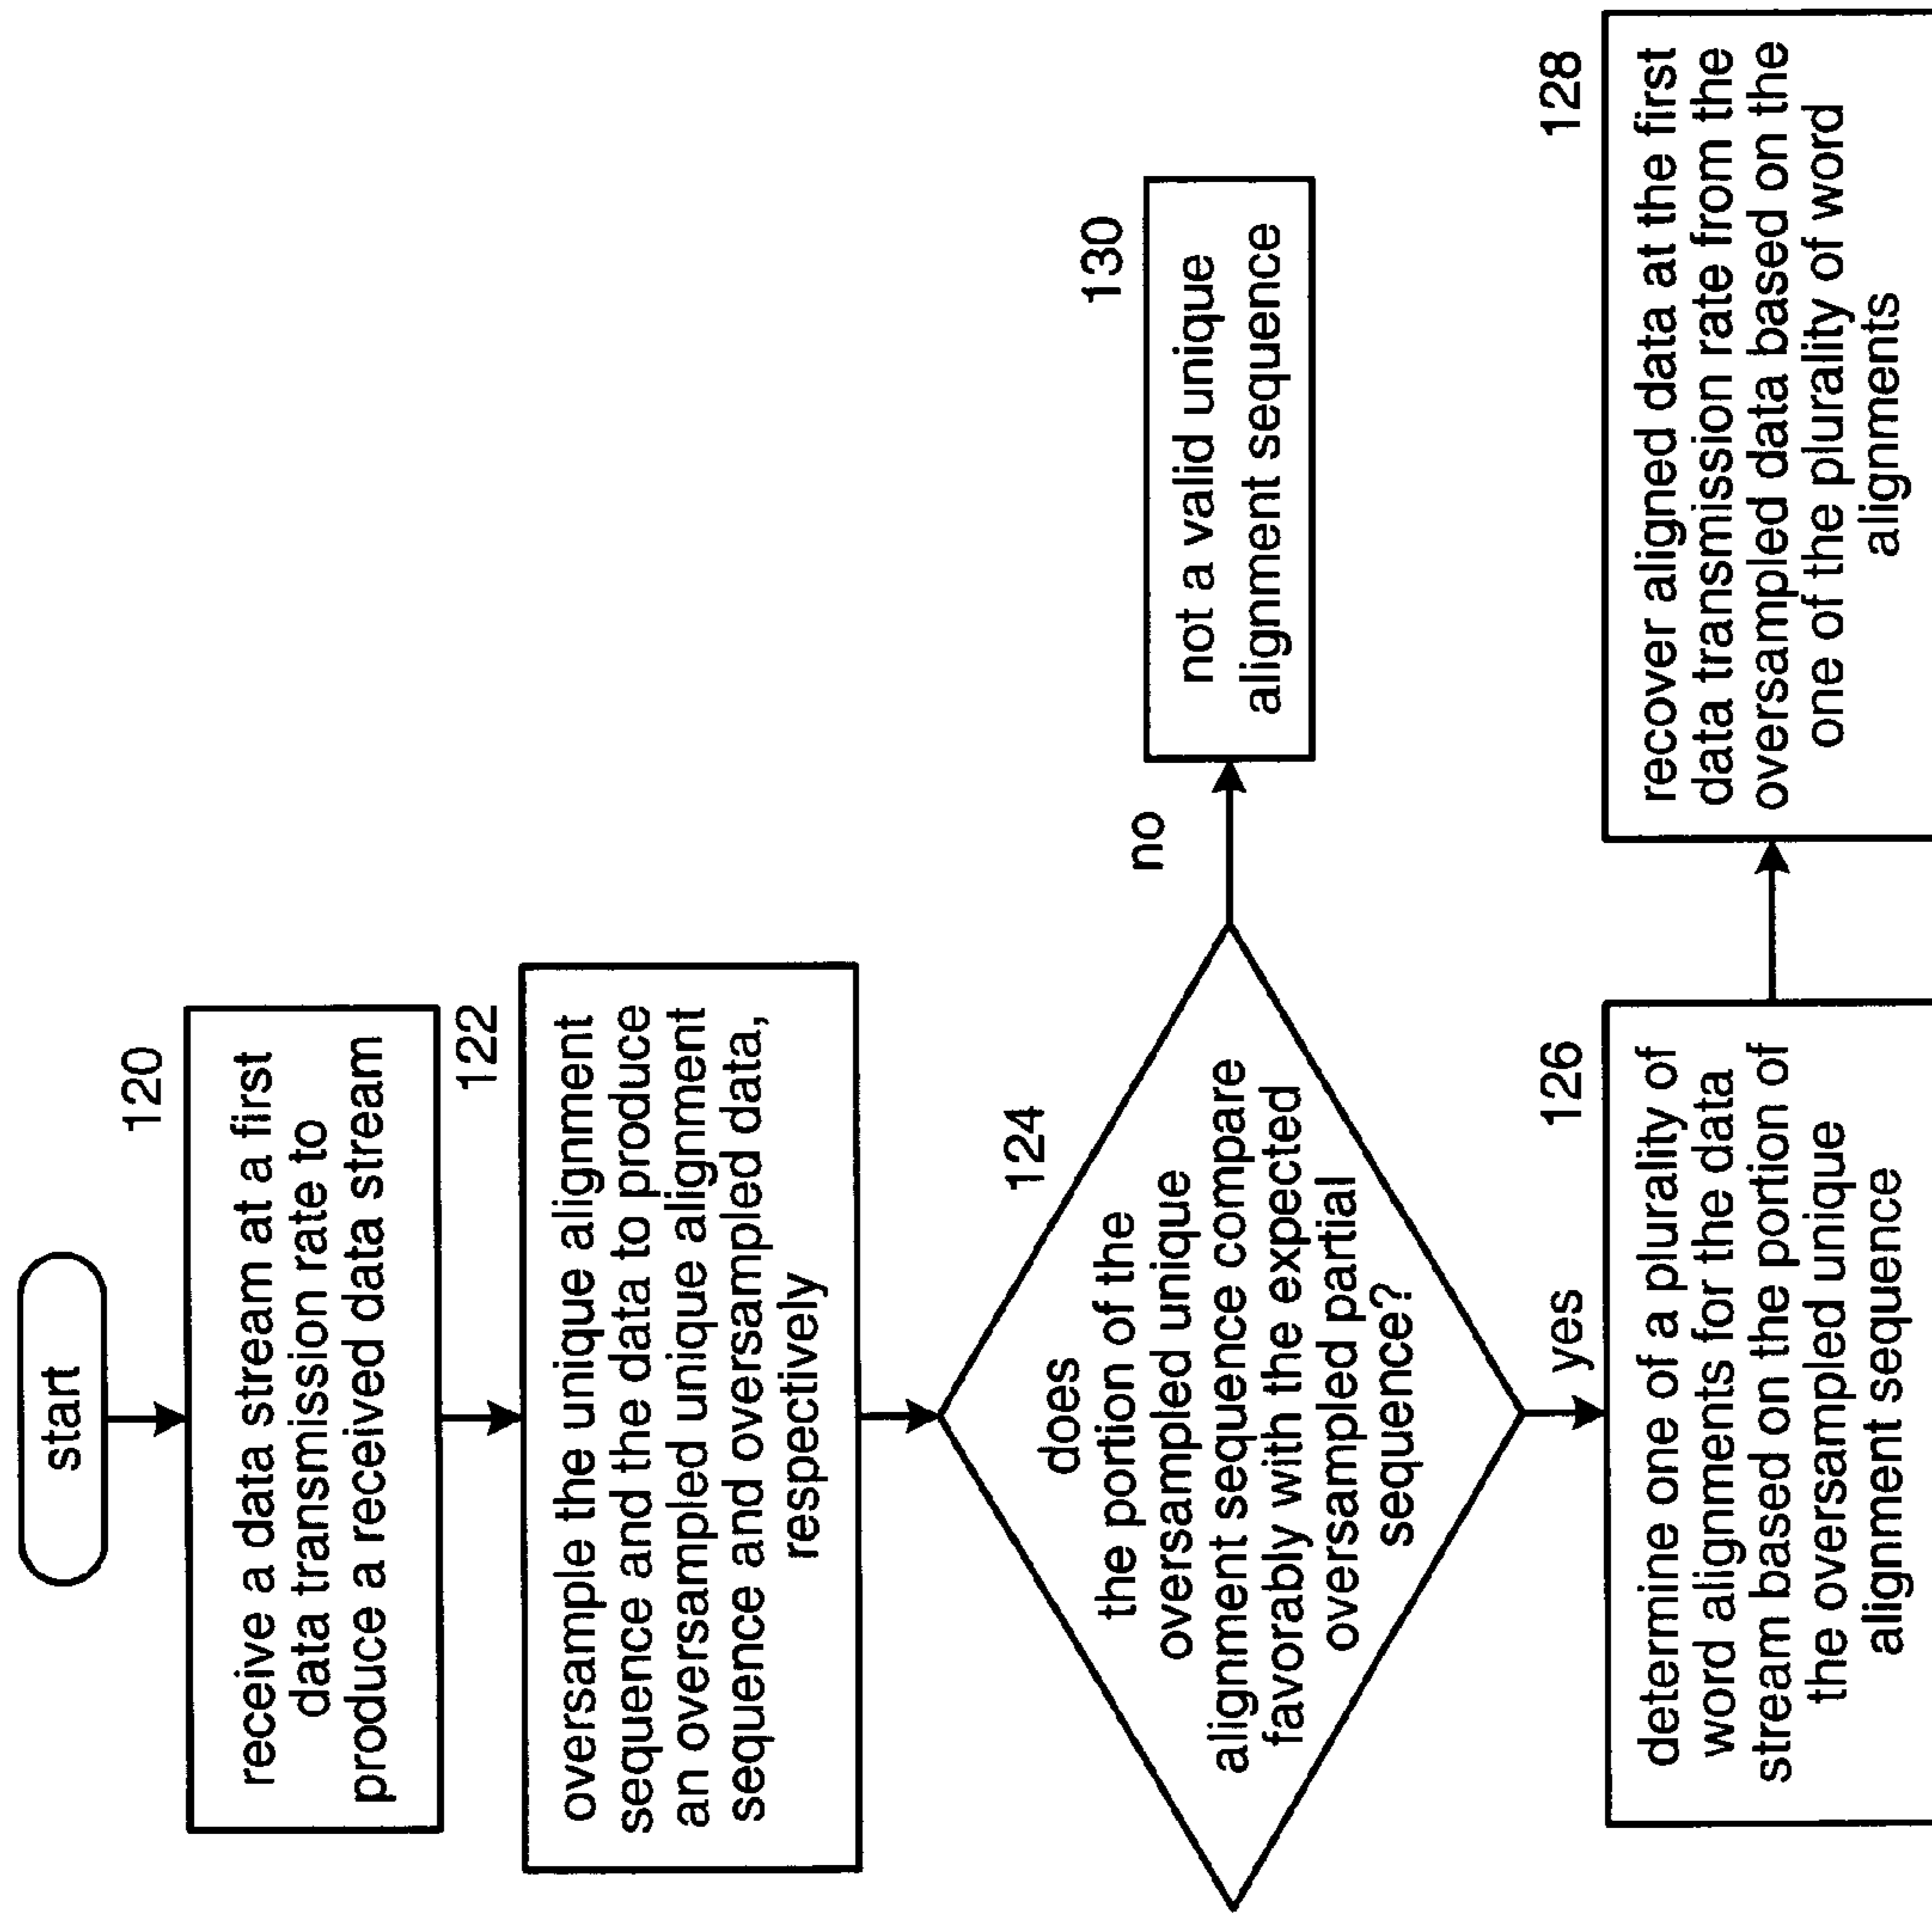 start
120
receive a data stream at a first
data transmission rate to
produce a received data stream
122
oversample the unique alignment
sequence and the data to produce
an oversampled unique alignment
sequence and oversampled data,
respectively
124
does
the portion of the
oversampled unique
alignment sequence compare
favorably with the expected
oversampled partial
sequence?
no
130
not a valid unique
alignment sequence
yes
126
determine one of a plurality of
word alignments for the data
stream based on the portion of
the oversampled unique
alignment sequence
128
recover aligned data at the first
data transmission rate from the
oversampled data based on the
one of the plurality of word
alignments